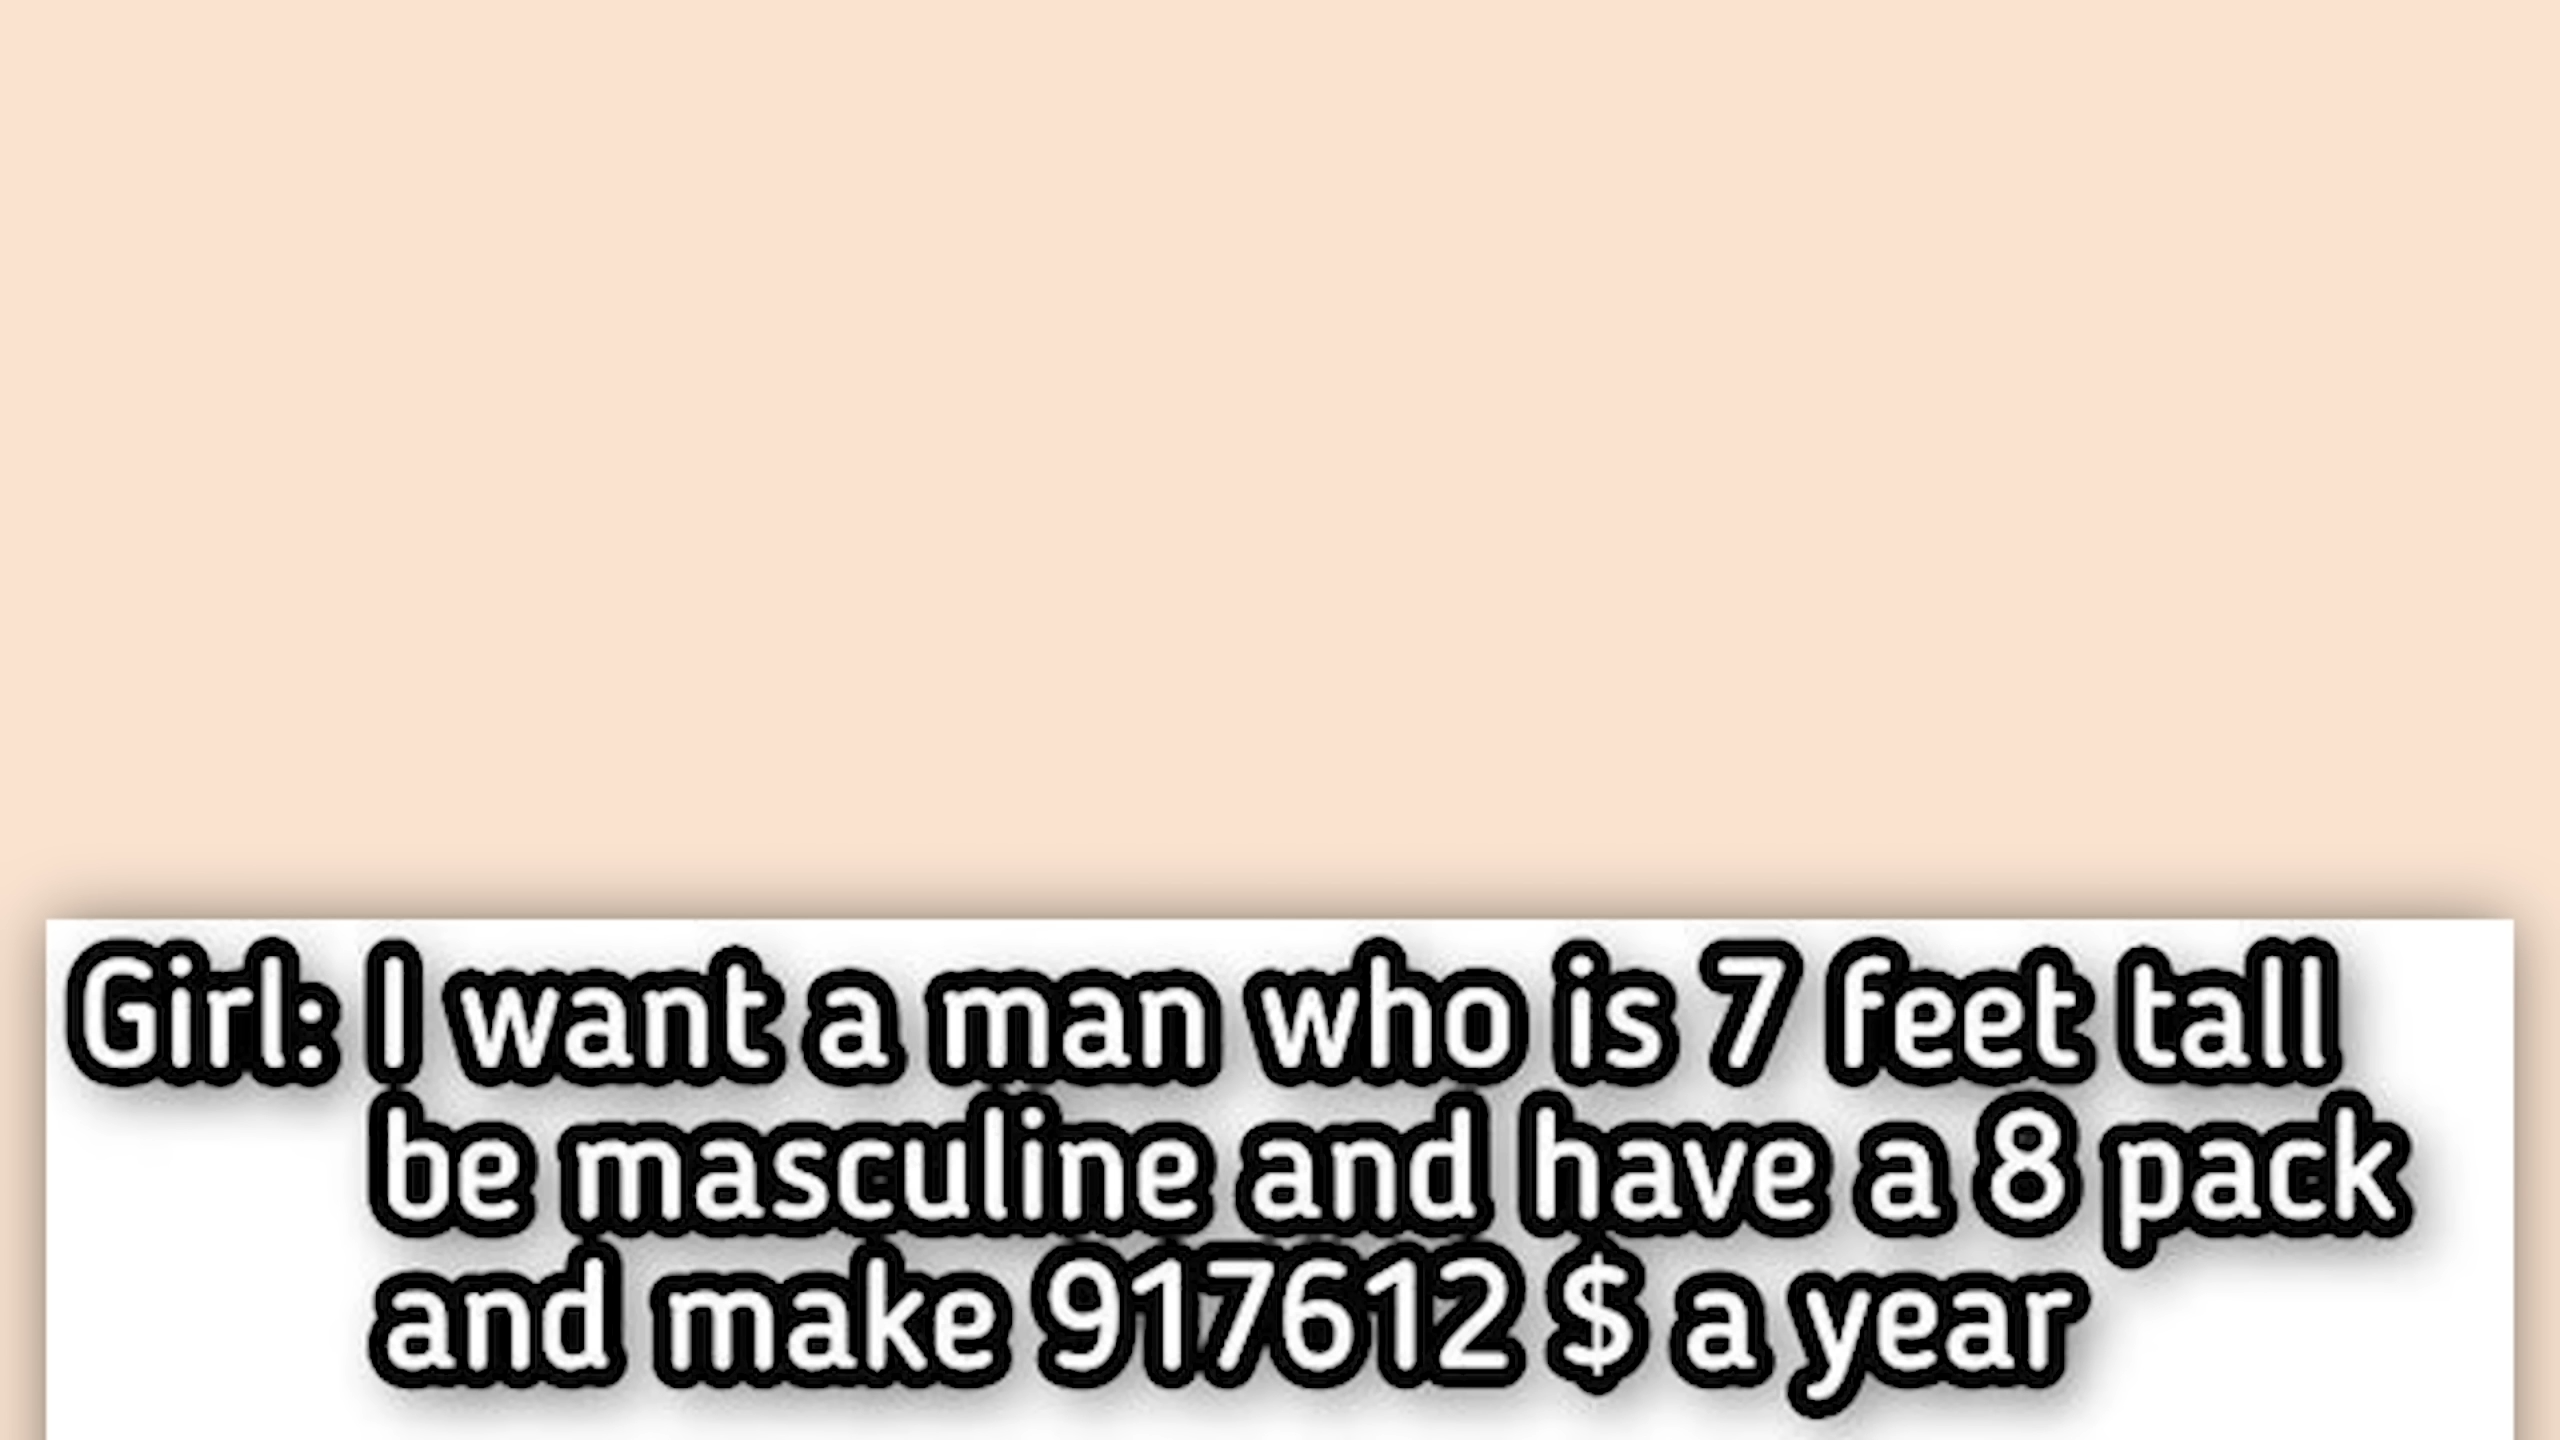 Girl: I want a man who is 7 feet tall
be masculine and have a 8 pack
and make 917612 $ a year